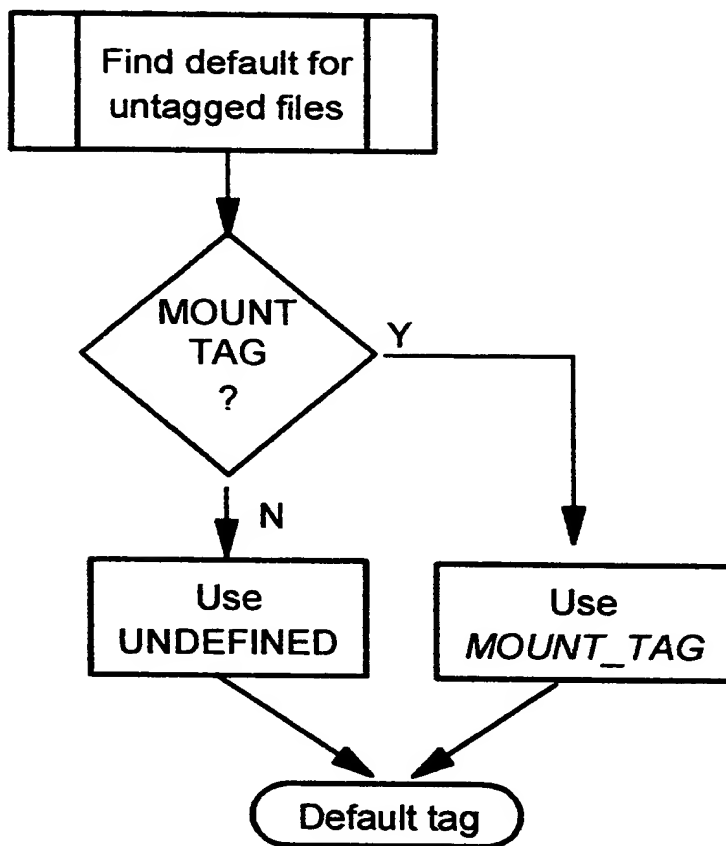 Find default for
untagged files
MOUNT
TAG
?
Y
N
Use
UNDEFINED
Use
MOUNT_TAG
Default tag